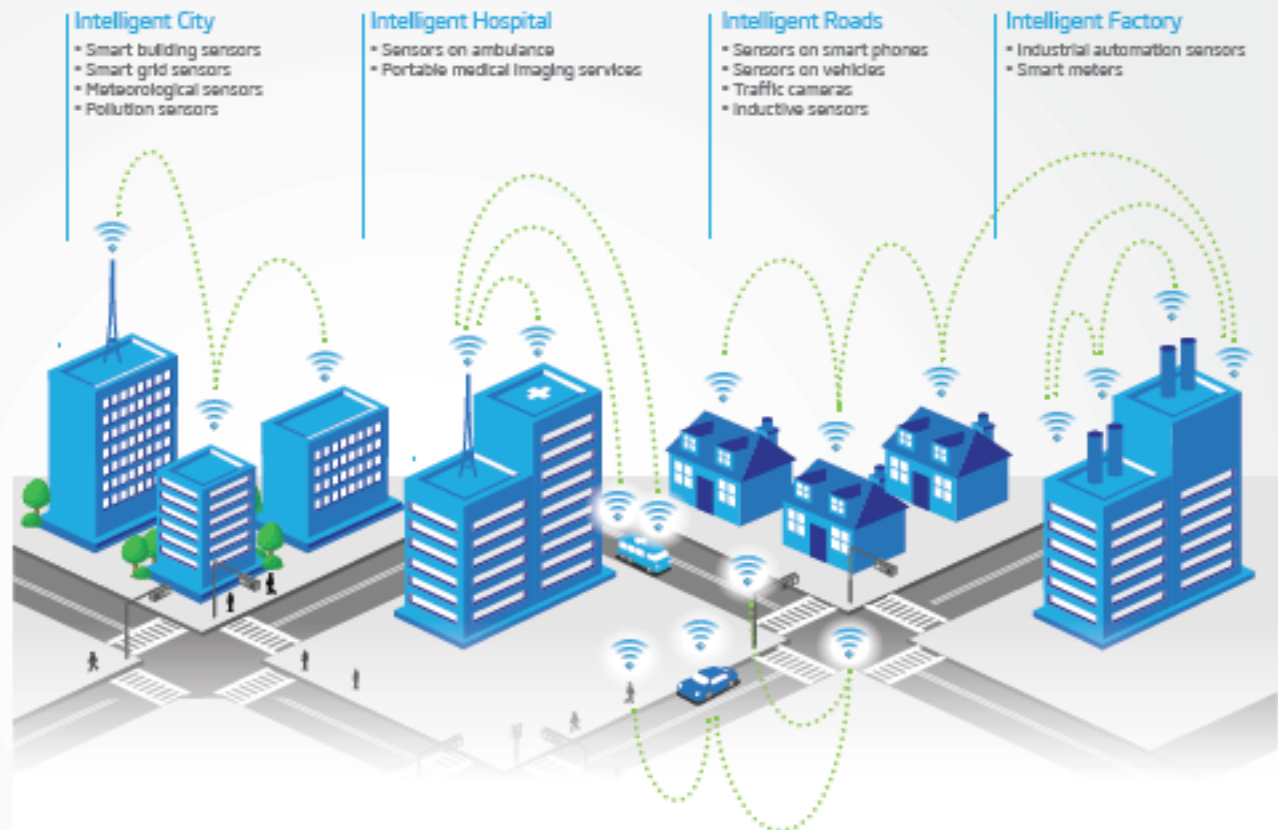 Intelligent City
▪ Smart building sensors
▪ Smart grid sensors
▪ Meteorological sensors
▪ Pollution sensors
Intelligent Hospital
▪ Sensors on ambulance
▪ Portable medical imaging services
Intelligent Roads
▪ Sensors on smart phones
▪ Sensors on vehicles
▪ Traffic cameras
▪ Inductive sensors
Intelligent Factory
▪ Industrial automation sensors
▪ Smart meters